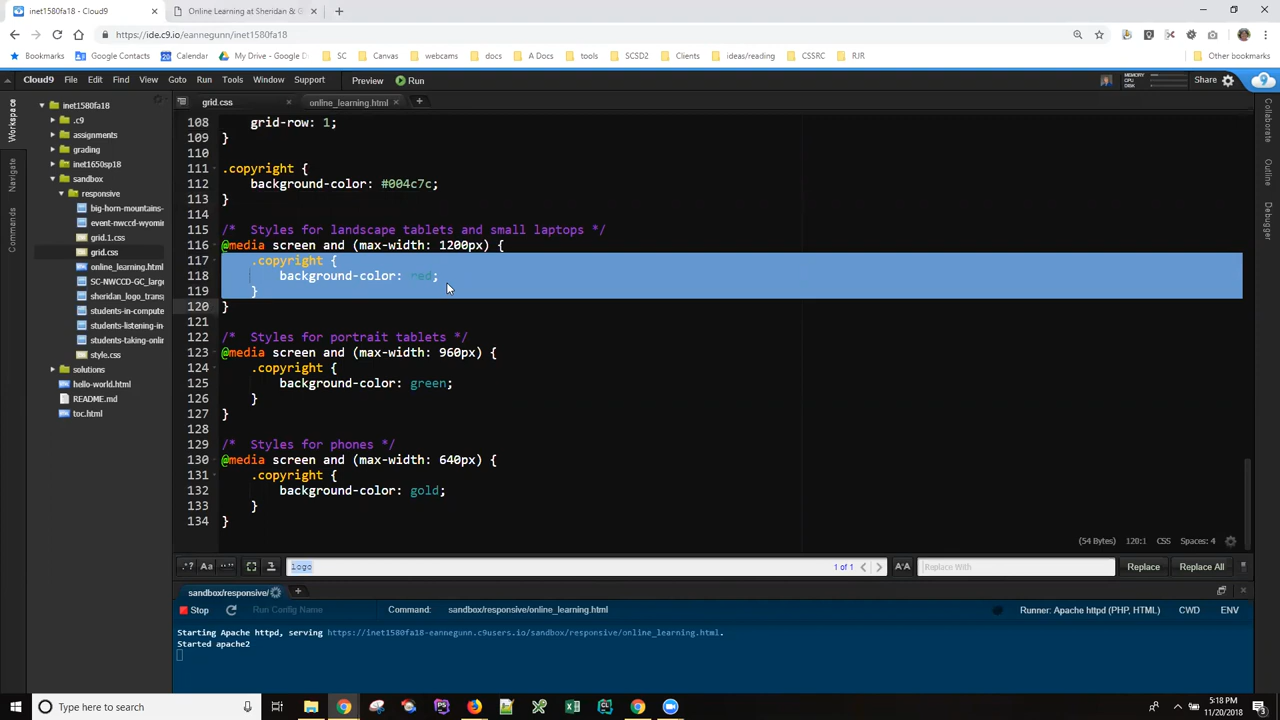 inet1580fa18 - Cloud9
Online Learning at Sheridan & G
https://ide.c9.io/eannegunn/inet1580fa18
Bookmarks Google Contacts Calendar My Drive - Google D SC Canvas webcams docs A Docs tools SCSD2 Clients ideas/reading CSSRC RJR Other bookmarks
Cloud9 File Edit Find View Goto Run Tools Window Support Preview Run MEMORY CPU DISK Share
Workspace
Navigate
Commands
inet1580fa18
.c9
assignments
grading
inet1650sp18
sandbox
responsive
big-horn-mountains-
event-nwccd-wyomin
grid.1.css
grid.css
online_learning.html
SC-NWCCD-GC_large
sheridan_logo_transp
students-in-compute
students-listening-in-
students-taking-onlin
style.css
solutions
hello-world.html
README.md
toc.html
grid.css online_learning.html
108 grid-row: 1;
109 }
110
111 .copyright {
112 background-color: #004c7c;
113 }
114
115 /* Styles for landscape tablets and small laptops */
116 @media screen and (max-width: 1200px) {
117 .copyright {
118 background-color: red;
119 }
120 }
121
122 /* Styles for portrait tablets */
123 @media screen and (max-width: 960px) {
124 .copyright {
125 background-color: green;
126 }
127 }
128
129 /* Styles for phones */
130 @media screen and (max-width: 640px) {
131 .copyright {
132 background-color: gold;
133 }
134 }
(54 Bytes) 120:1 CSS Spaces: 4
.* Aa logo 1 of 1 Replace With Replace Replace All
Collaborate
Outline
Debugger
sandbox/responsive/
Stop Run Config Name Command: sandbox/responsive/online_learning.html Runner: Apache httpd (PHP, HTML) CWD ENV
Starting Apache httpd, serving https://inet1580fa18-eannegunn.c9users.io/sandbox/responsive/online_learning.html.
Started apache2
Type here to search
5:18 PM
11/20/2018